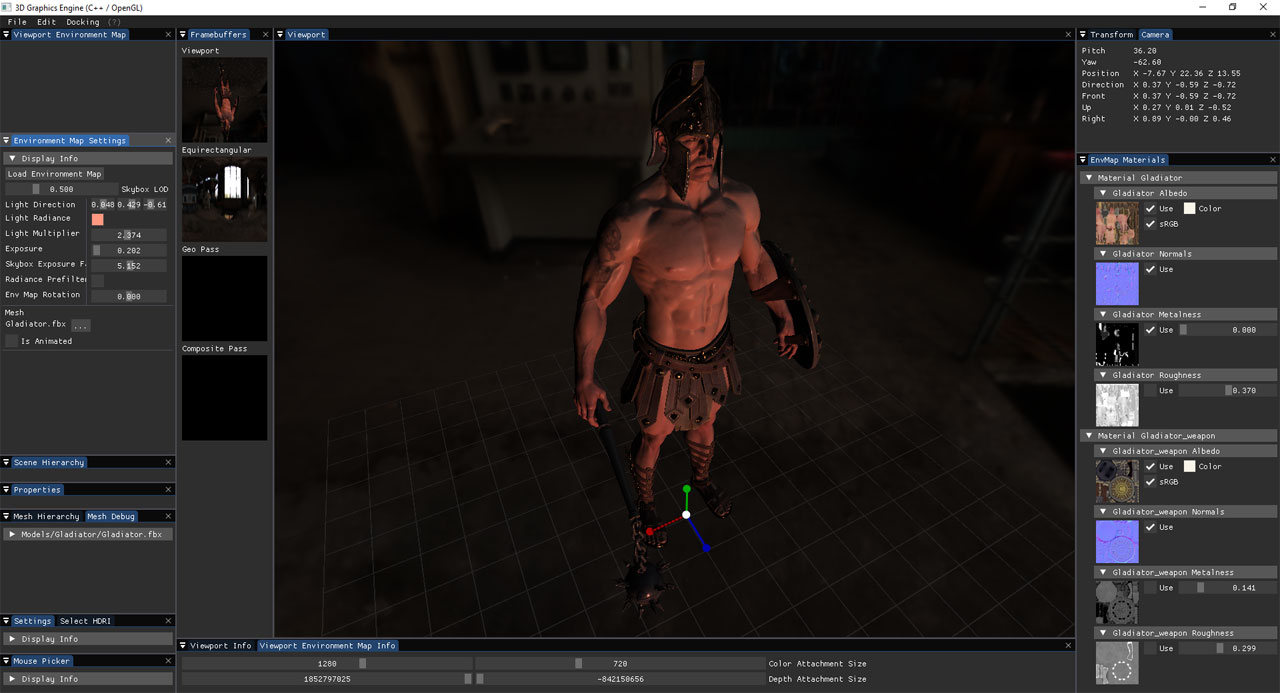 3D Graphics Engine (C++ / OpenGL)
File Edit Docking (?)
Viewport Environment Map
Environment Map Settings
Display Info
Load Environment Map
0.500 Skybox LOD
Light Direction 0.048 0.429 -0.61
Light Radiance
Light Multiplier 2.374
Exposure 0.202
Skybox Exposure F 5.152
Radiance Prefilter
Env Map Rotation 0.000
Mesh
Gladiator.fbx ...
Is Animated
Scene Hierarchy
Properties
Mesh Hierarchy Mesh Debug
Models/Gladiator/Gladiator.fbx
Settings Select HDRI
Display Info
Mouse Picker
Display Info
Framebuffers
Viewport
Equirectangular
Geo Pass
Composite Pass
Viewport
Viewport Info Viewport Environment Map Info
1280 720 Color Attachment Size
1852797025 -842150656 Depth Attachment Size
Transform Camera
Pitch 36.20
Yaw -62.60
Position X -7.67 Y 22.36 Z 13.55
Direction X 0.37 Y -0.59 Z -0.72
Front X 0.37 Y -0.59 Z -0.72
Up X 0.27 Y 0.81 Z -0.52
Right X 0.89 Y -0.00 Z 0.46
EnvMap Materials
Material Gladiator
Gladiator Albedo
Use Color
sRGB
Gladiator Normals
Use
Gladiator Metalness
Use 0.000
Gladiator Roughness
Use 0.370
Material Gladiator_weapon
Gladiator_weapon Albedo
Use Color
sRGB
Gladiator_weapon Normals
Use
Gladiator_weapon Metalness
Use 0.141
Gladiator_weapon Roughness
Use 0.299